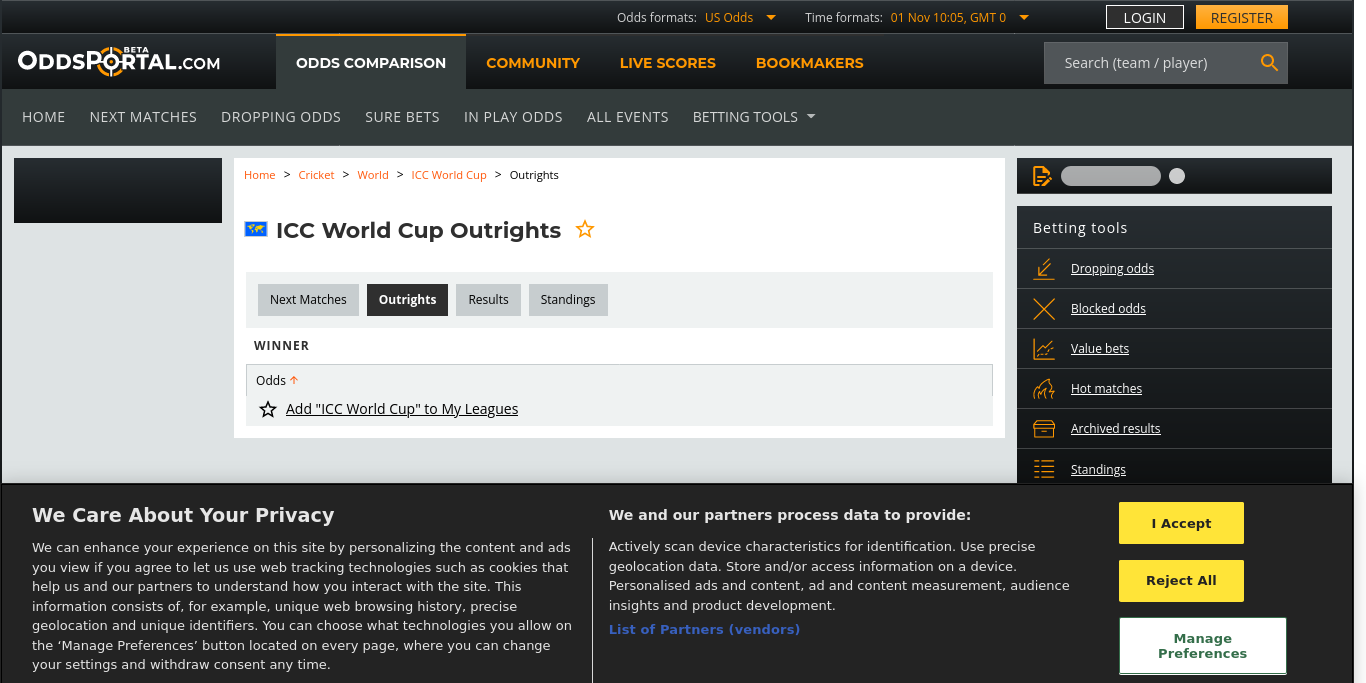 Odds formats: US Odds
Time formats: 01 Nov 10:05, GMT 0
LOGIN
REGISTER
ODDSPORTAL.COM
BETA
ODDS COMPARISON
COMMUNITY
LIVE SCORES
BOOKMAKERS
Search (team / player)
HOME
NEXT MATCHES
DROPPING ODDS
SURE BETS
IN PLAY ODDS
ALL EVENTS
BETTING TOOLS
Home > Cricket > World > ICC World Cup > Outrights
ICC World Cup Outrights
Next Matches
Outrights
Results
Standings
WINNER
Odds
Add "ICC World Cup" to My Leagues
Betting tools
Dropping odds
Blocked odds
Value bets
Hot matches
Archived results
Standings
We Care About Your Privacy
We can enhance your experience on this site by personalizing the content and ads
you view if you agree to let us use web tracking technologies such as cookies that
help us and our partners to understand how you interact with the site. This
information consists of, for example, unique web browsing history, precise
geolocation and unique identifiers. You can choose what technologies you allow on
the ‘Manage Preferences’ button located on every page, where you can change
your settings and withdraw consent any time.
We and our partners process data to provide:
Actively scan device characteristics for identification. Use precise
geolocation data. Store and/or access information on a device.
Personalised ads and content, ad and content measurement, audience
insights and product development.
List of Partners (vendors)
I Accept
Reject All
Manage
Preferences